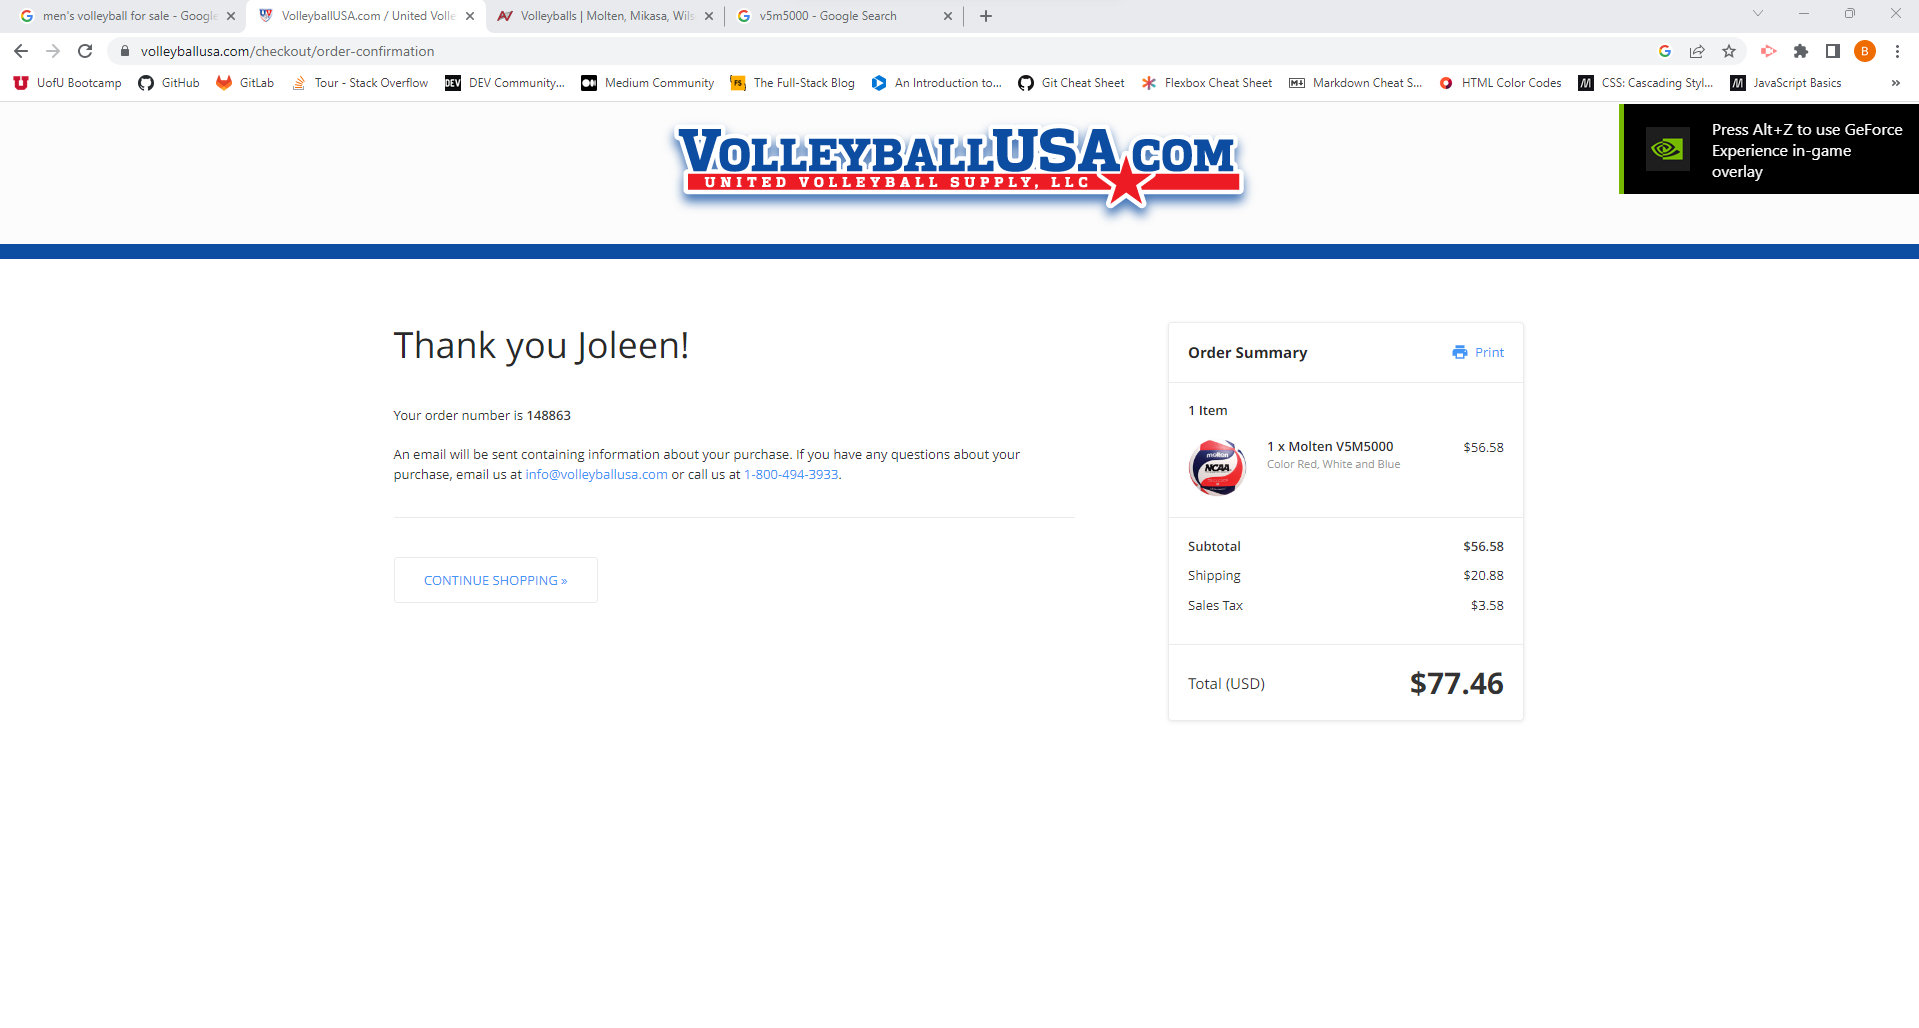 men's volleyball for sale - Google
VolleyballUSA.com / United Volle
Volleyballs | Molten, Mikasa, Wils
v5m5000 - Google Search
volleyballusa.com/checkout/order-confirmation
B
UofU Bootcamp
GitHub
GitLab
Tour - Stack Overflow
DEV DEV Community...
Medium Community
FS The Full-Stack Blog
An Introduction to...
Git Cheat Sheet
Flexbox Cheat Sheet
Markdown Cheat S...
HTML Color Codes
CSS: Cascading Styl...
JavaScript Basics
»
VOLLEYBALLUSA.COM
UNITED VOLLEYBALL SUPPLY, LLC
Press Alt+Z to use GeForce
Experience in-game
overlay
Thank you Joleen!
Your order number is 148863
An email will be sent containing information about your purchase. If you have any questions about your
purchase, email us at info@volleyballusa.com or call us at 1-800-494-3933.
CONTINUE SHOPPING »
Order Summary
Print
1 Item
molten
NCAA
1 x Molten V5M5000
$56.58
Color Red, White and Blue
Subtotal
$56.58
Shipping
$20.88
Sales Tax
$3.58
Total (USD)
$77.46